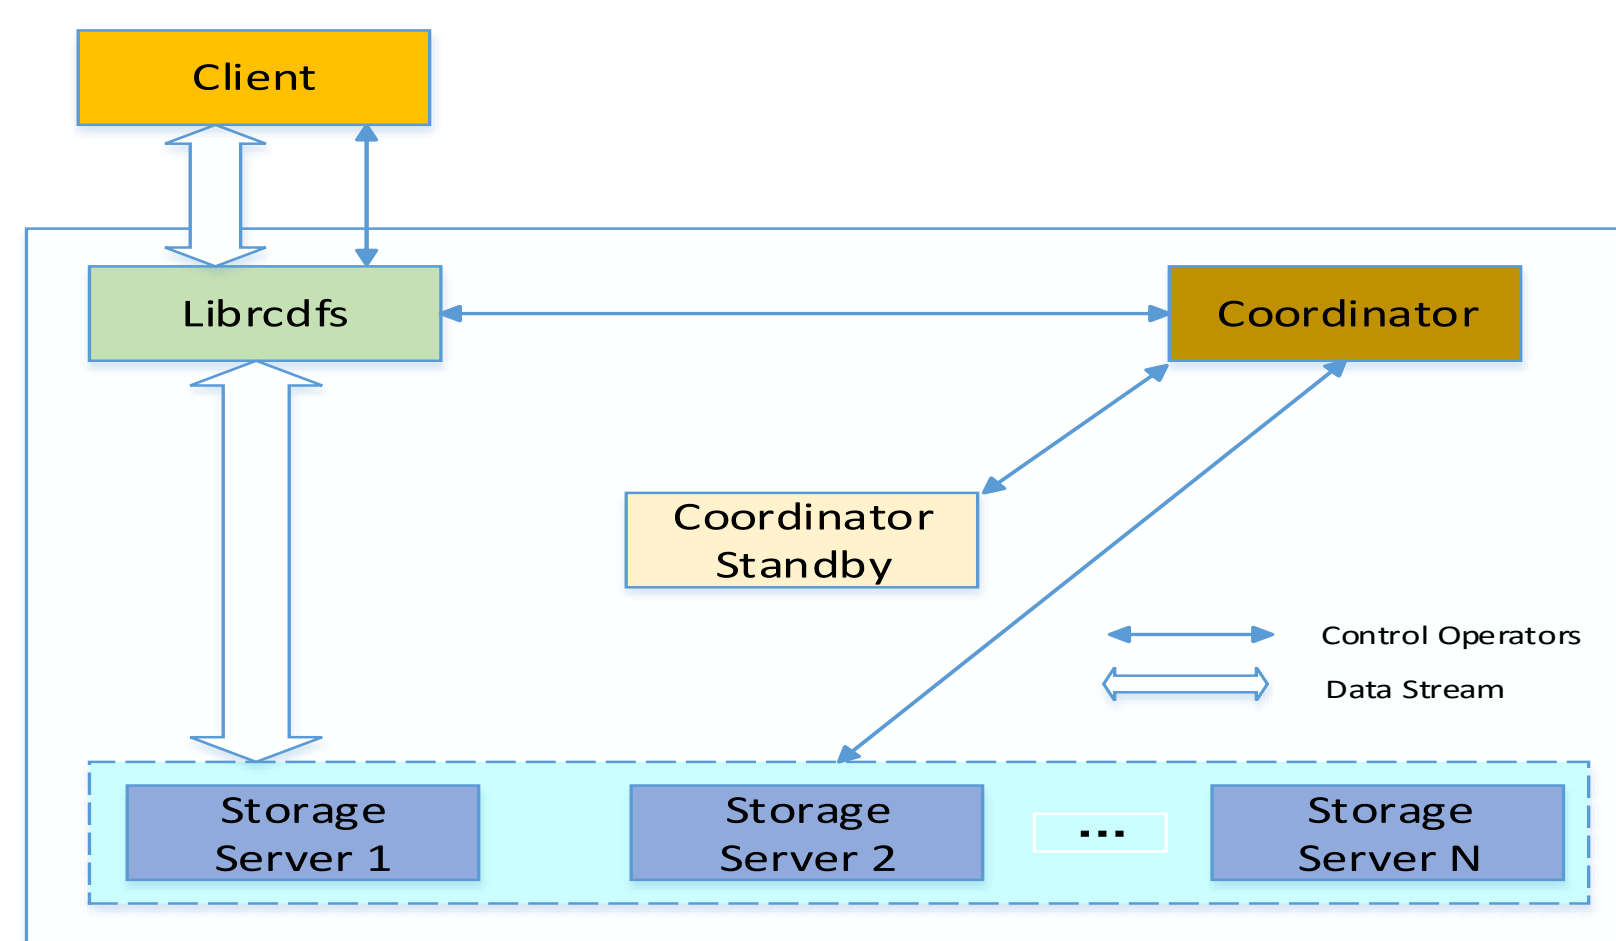 Client
Librcdfs
Coordinator
Coordinator
Standby
Control Operators
Data Stream
Storage
Server 1
Storage
Server 2
...
Storage
Server N